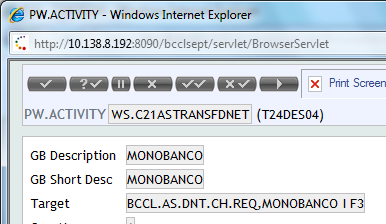 PW.ACTIVITY - Windows Internet Explorer
http://10.138.8.192:8090/bcclsept/servlet/BrowserServlet
Print Screen
PW.ACTIVITY WS.C21ASTRANSFDNET (T24DES04)
GB Description MONOBANCO
GB Short Desc MONOBANCO
Target BCCL.AS.DNT.CH.REQ,MONOBANCO I F3